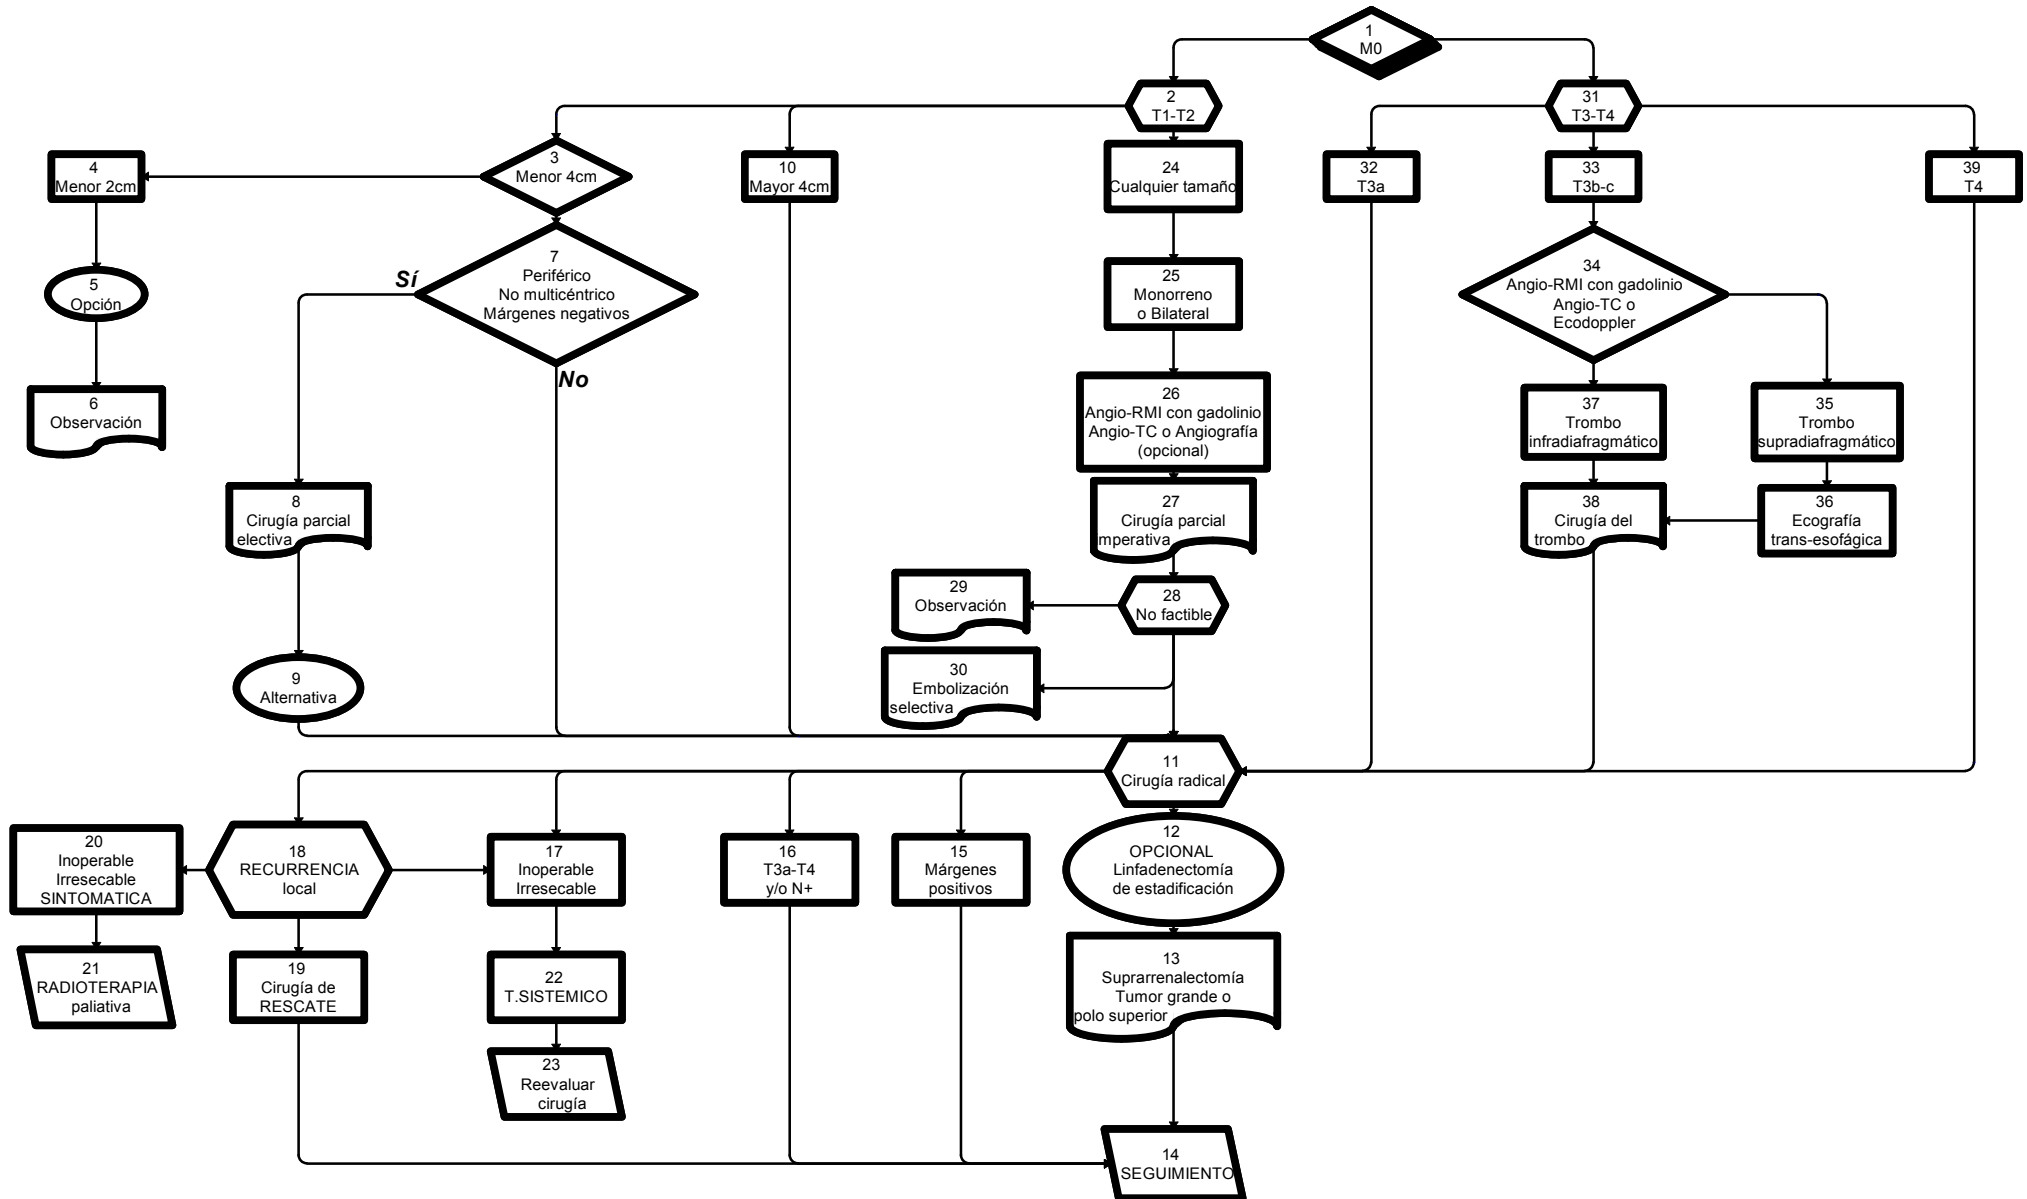 1
M0
2
T1-T2
31
T3-T4
3
Menor 4cm
4
Menor 2cm
10
Mayor 4cm
24
Cualquier tamaño
32
T3a
33
T3b-c
39
T4
5
Opción
6
Observación
Sí
7
Periférico
No multicéntrico
Márgenes negativos
No
25
Monorreno
o Bilateral
34
Angio-RMI con gadolinio
Angio-TC o
Ecodoppler
26
Angio-RMI con gadolinio
Angio-TC o Angiografía
(opcional)
37
Trombo
infradiafragmático
35
Trombo
supradiafragmático
8
Cirugía parcial
electiva
27
Cirugía parcial
mperativa
38
Cirugía del
trombo
36
Ecografía
trans-esofágica
29
Observación
28
No factible
30
Embolización
selectiva
9
Alternativa
11
Cirugía radical
20
Inoperable
Irresecable
SINTOMATICA
18
RECURRENCIA
local
17
Inoperable
Irresecable
16
T3a-T4
y/o N+
15
Márgenes
positivos
12
OPCIONAL
Linfadenectomía
de estadificación
21
RADIOTERAPIA
paliativa
19
Cirugía de
RESCATE
22
T.SISTEMICO
13
Suprarrenalectomía
Tumor grande o
polo superior
23
Reevaluar
cirugía
14
SEGUIMIENTO